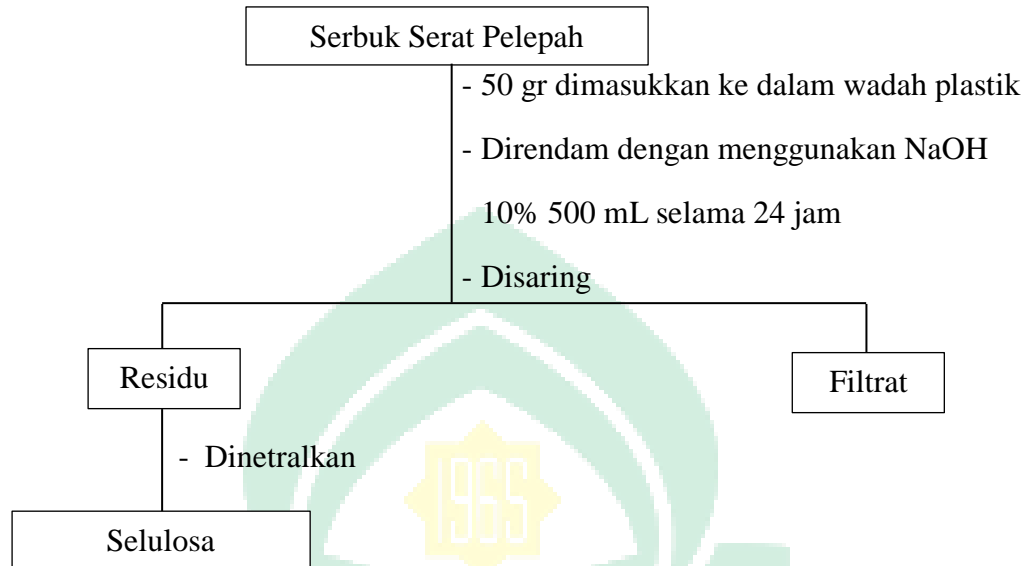 Serbuk Serat Pelepah
- 50 gr dimasukkan ke dalam wadah plastik
- Direndam dengan menggunakan NaOH
10% 500 mL selama 24 jam
- Disaring
Residu
Filtrat
- Dinetralkan
1965
Selulosa